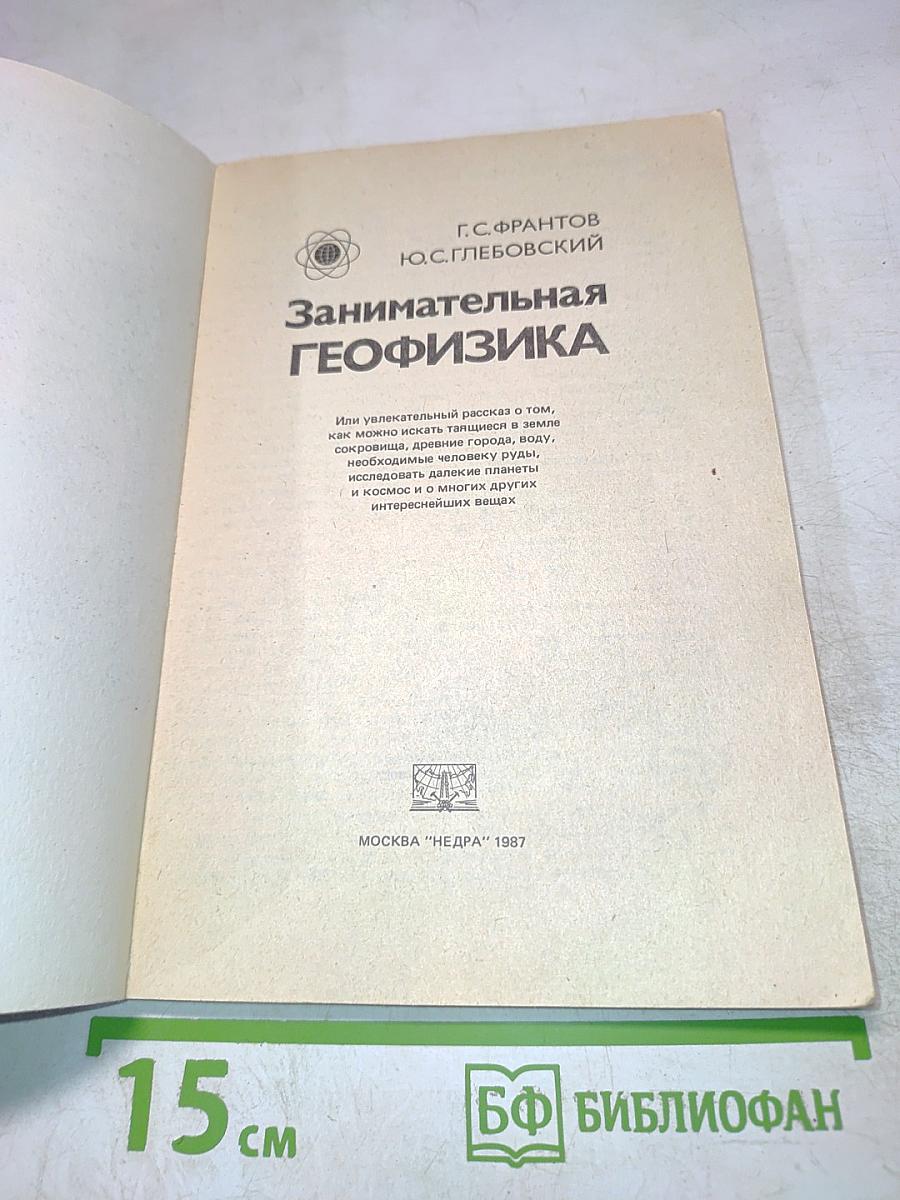 Г. С. ФРАНТОВ
Ю. С. ГЛЕБОВСКИЙ
Занимательная
ГЕОФИЗИКА
Или увлекательный рассказ о том,
как можно искать таящиеся в земле
сокровища, древние города, воду,
необходимые человеку руды,
исследовать далекие планеты
и космос и о многих других
интереснейших вещах
МОСКВА "НЕДРА" 1987
15 см
БФ БИБЛИОФАН